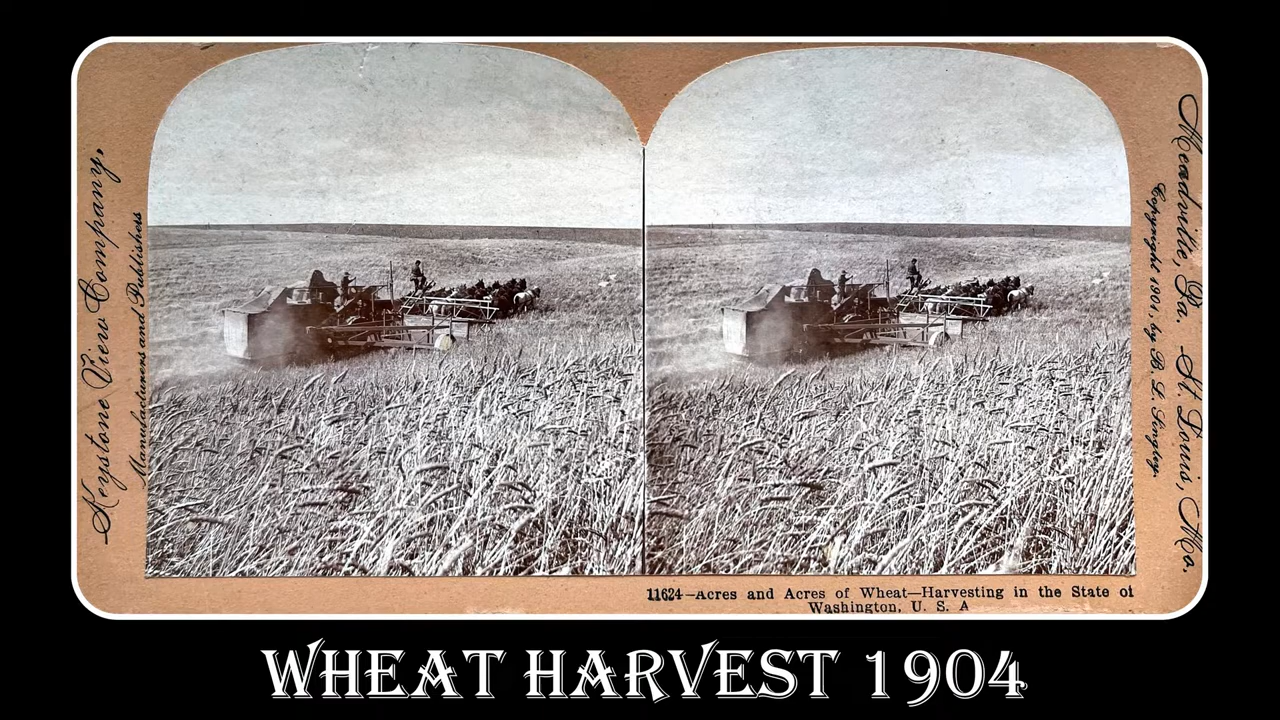 Keystone View Company,
Manufacturers and Publishers
Meadville, Pa. St. Louis, Mo.
Copyright 1901, by B. L. Singley.
11624—Acres and Acres of Wheat—Harvesting in the State of
Washington, U. S. A
WHEAT HARVEST 1904